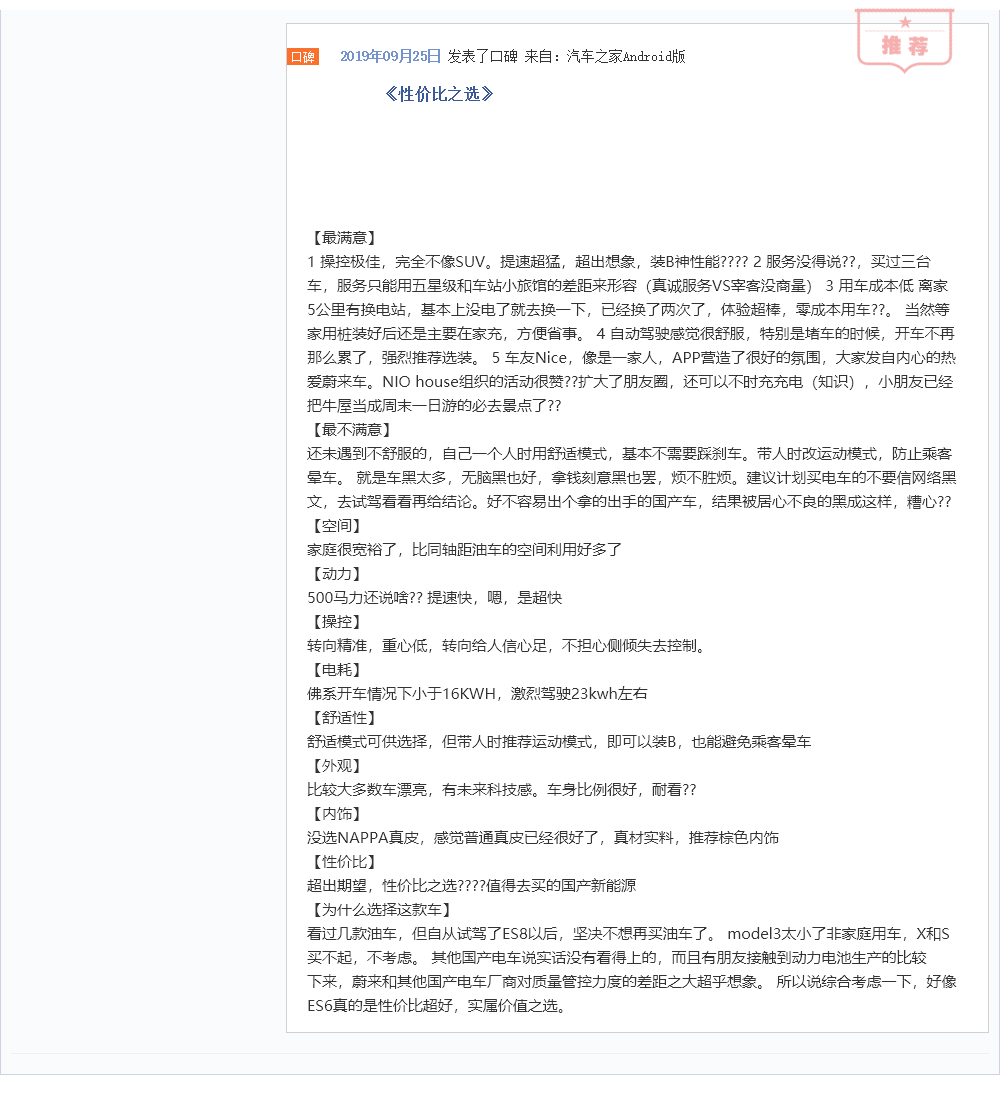 推荐
口碑 2019年09月25日 发表了口碑 来自：汽车之家Android版
《性价比之选》
【最满意】
1 操控极佳，完全不像SUV。提速超猛，超出想象，装B神性能???? 2 服务没得说??，买过三台
车，服务只能用五星级和车站小旅馆的差距来形容（真诚服务VS宰客没商量） 3 用车成本低 离家
5公里有换电站，基本上没电了就去换一下，已经换了两次了，体验超棒，零成本用车??。 当然等
家用桩装好后还是主要在家充，方便省事。 4 自动驾驶感觉很舒服，特别是堵车的时候，开车不再
那么累了，强烈推荐选装。 5 车友Nice，像是一家人，APP营造了很好的氛围，大家发自内心的热
爱蔚来车。NIO house组织的活动很赞??扩大了朋友圈，还可以不时充充电（知识），小朋友已经
把牛屋当成周末一日游的必去景点了??
【最不满意】
还未遇到不舒服的，自己一个人时用舒适模式，基本不需要踩刹车。带人时改运动模式，防止乘客
晕车。 就是车黑太多，无脑黑也好，拿钱刻意黑也罢，烦不胜烦。建议计划买电车的不要信网络黑
文，去试驾看看再给结论。好不容易出个拿的出手的国产车，结果被居心不良的黑成这样，糟心??
【空间】
家庭很宽裕了，比同轴距油车的空间利用好多了
【动力】
500马力还说啥?? 提速快，嗯，是超快
【操控】
转向精准，重心低，转向给人信心足，不担心侧倾失去控制。
【电耗】
佛系开车情况下小于16KWH，激烈驾驶23kwh左右
【舒适性】
舒适模式可供选择，但带人时推荐运动模式，即可以装B，也能避免乘客晕车
【外观】
比较大多数车漂亮，有未来科技感。车身比例很好，耐看??
【内饰】
没选NAPPA真皮，感觉普通真皮已经很好了，真材实料，推荐棕色内饰
【性价比】
超出期望，性价比之选????值得去买的国产新能源
【为什么选择这款车】
看过几款油车，但自从试驾了ES8以后，坚决不想再买油车了。 model3太小了非家庭用车，X和S
买不起，不考虑。 其他国产电车说实话没有看得上的，而且有朋友接触到动力电池生产的比较
下来，蔚来和其他国产电车厂商对质量管控力度的差距之大超乎想象。 所以说综合考虑一下，好像
ES6真的是性价比超好，实属价值之选。